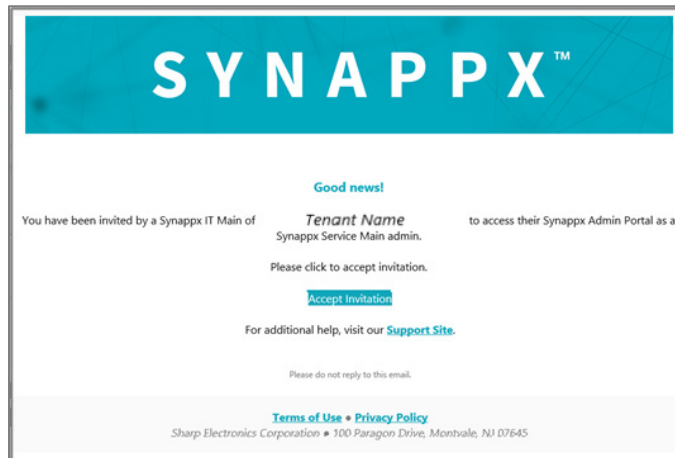 SYNAPPX™
Good news!
You have been invited by a Synappx IT Main of Tenant Name to access their Synappx Admin Portal as a
Synappx Service Main admin.
Please click to accept invitation.
Accept Invitation
For additional help, visit our Support Site.
Please do not reply to this email.
Terms of Use • Privacy Policy
Sharp Electronics Corporation • 100 Paragon Drive, Montvale, NJ 07645